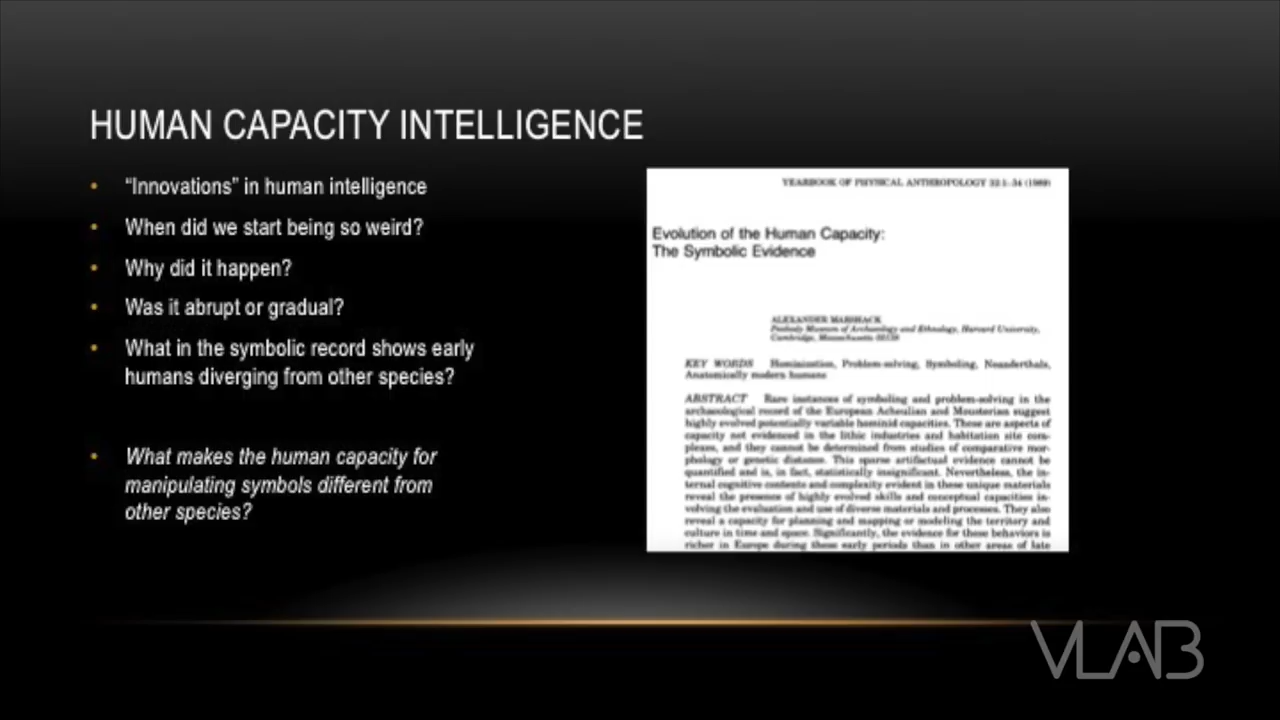 HUMAN CAPACITY INTELLIGENCE
• “Innovations” in human intelligence
• When did we start being so weird?
• Why did it happen?
• Was it abrupt or gradual?
• What in the symbolic record shows early
humans diverging from other species?
• What makes the human capacity for
manipulating symbols different from
other species?
YEARBOOK OF PHYSICAL ANTHROPOLOGY 32:1–34 (1989)
Evolution of the Human Capacity:
The Symbolic Evidence
ALEXANDER MARSHACK
Peabody Museum of Archaeology and Ethnology, Harvard University,
Cambridge, Massachusetts 02138
KEY WORDS Hominization, Problem-solving, Symboling, Neanderthals,
Anatomically modern humans
ABSTRACT Rare instances of symboling and problem-solving in the
archaeological record of the European Acheulian and Mousterian suggest
highly evolved potentially variable hominid capacities. These are aspects of
capacity not evidenced in the lithic industries and habitation site com-
plexes, and they cannot be determined from studies of comparative mor-
phology or genetic distance. This sparse artifactual evidence cannot be
quantified and is, in fact, statistically insignificant. Nevertheless, the in-
ternal cognitive contents and complexity evident in these unique materials
reveal the presence of highly evolved skills and conceptual capacities in-
volving the evaluation and use of diverse materials and processes. They also
reveal a capacity for planning and mapping or modeling the territory and
culture in time and space. Significantly, the evidence for these behaviors is
richer in Europe during these early periods than in other areas of late
VLAB